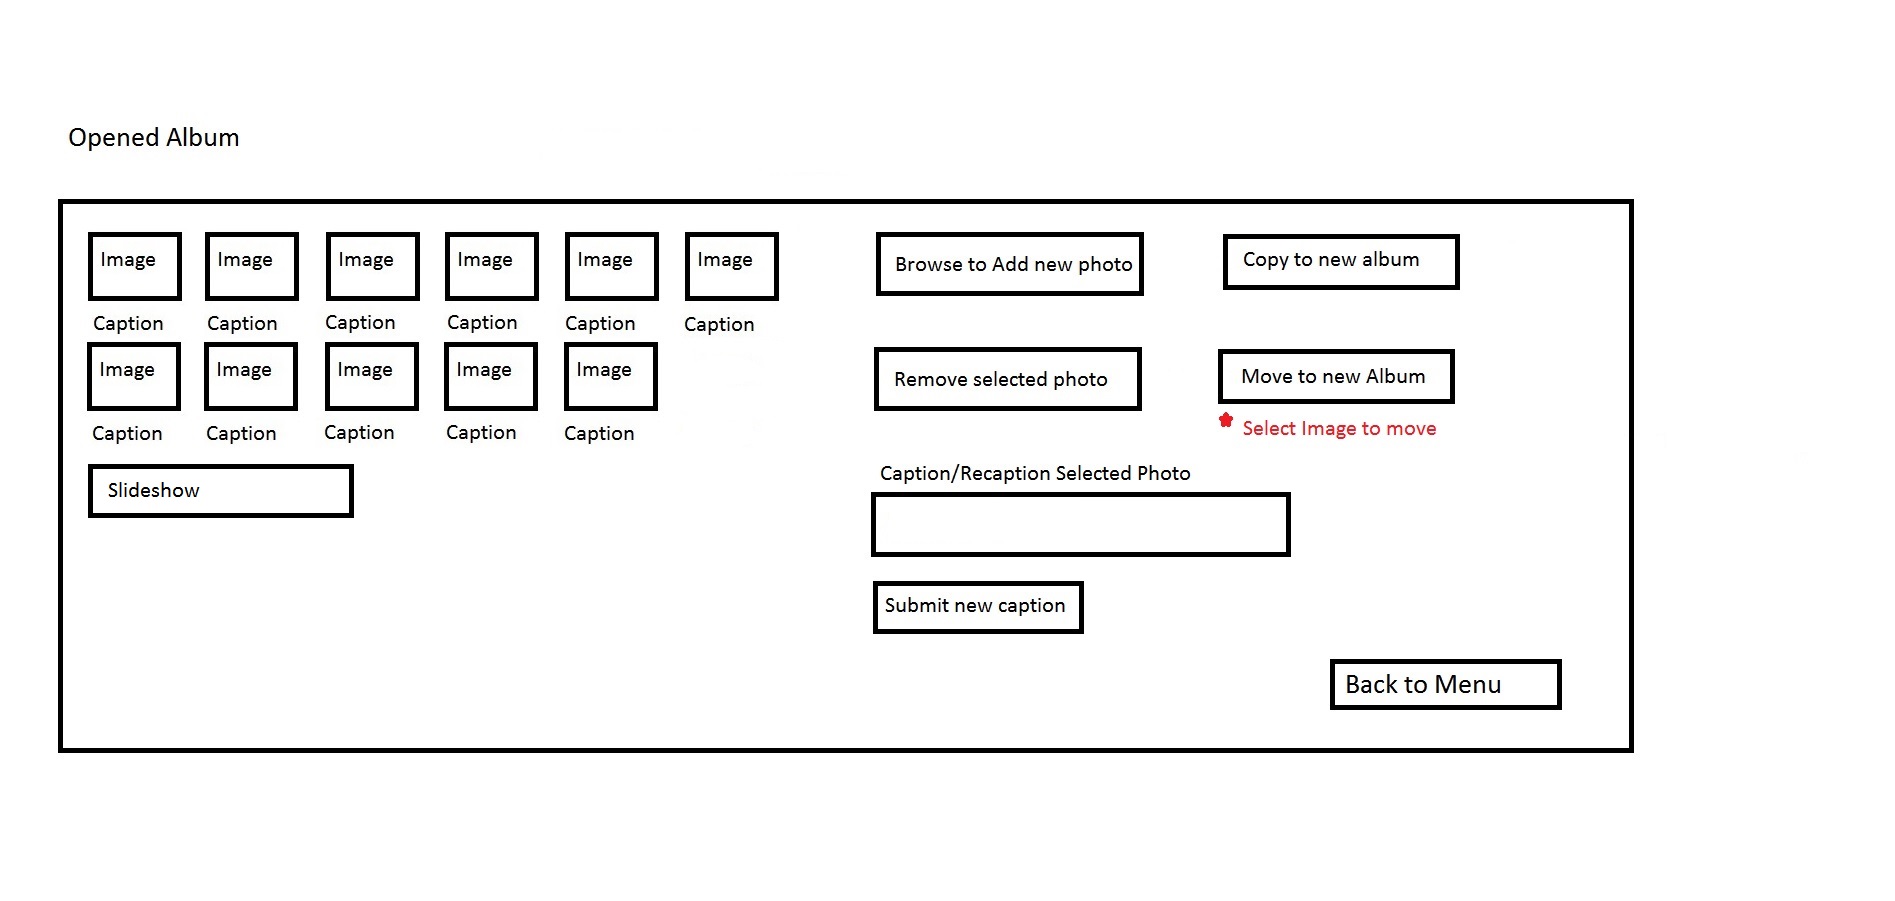 Opened Album
Image Image Image Image Image Image
Caption Caption Caption Caption Caption Caption
Image Image Image Image Image
Caption Caption Caption Caption Caption
Slideshow
Browse to Add new photo
Copy to new album
Remove selected photo
Move to new Album
Select Image to move
Caption/Recaption Selected Photo
Submit new caption
Back to Menu